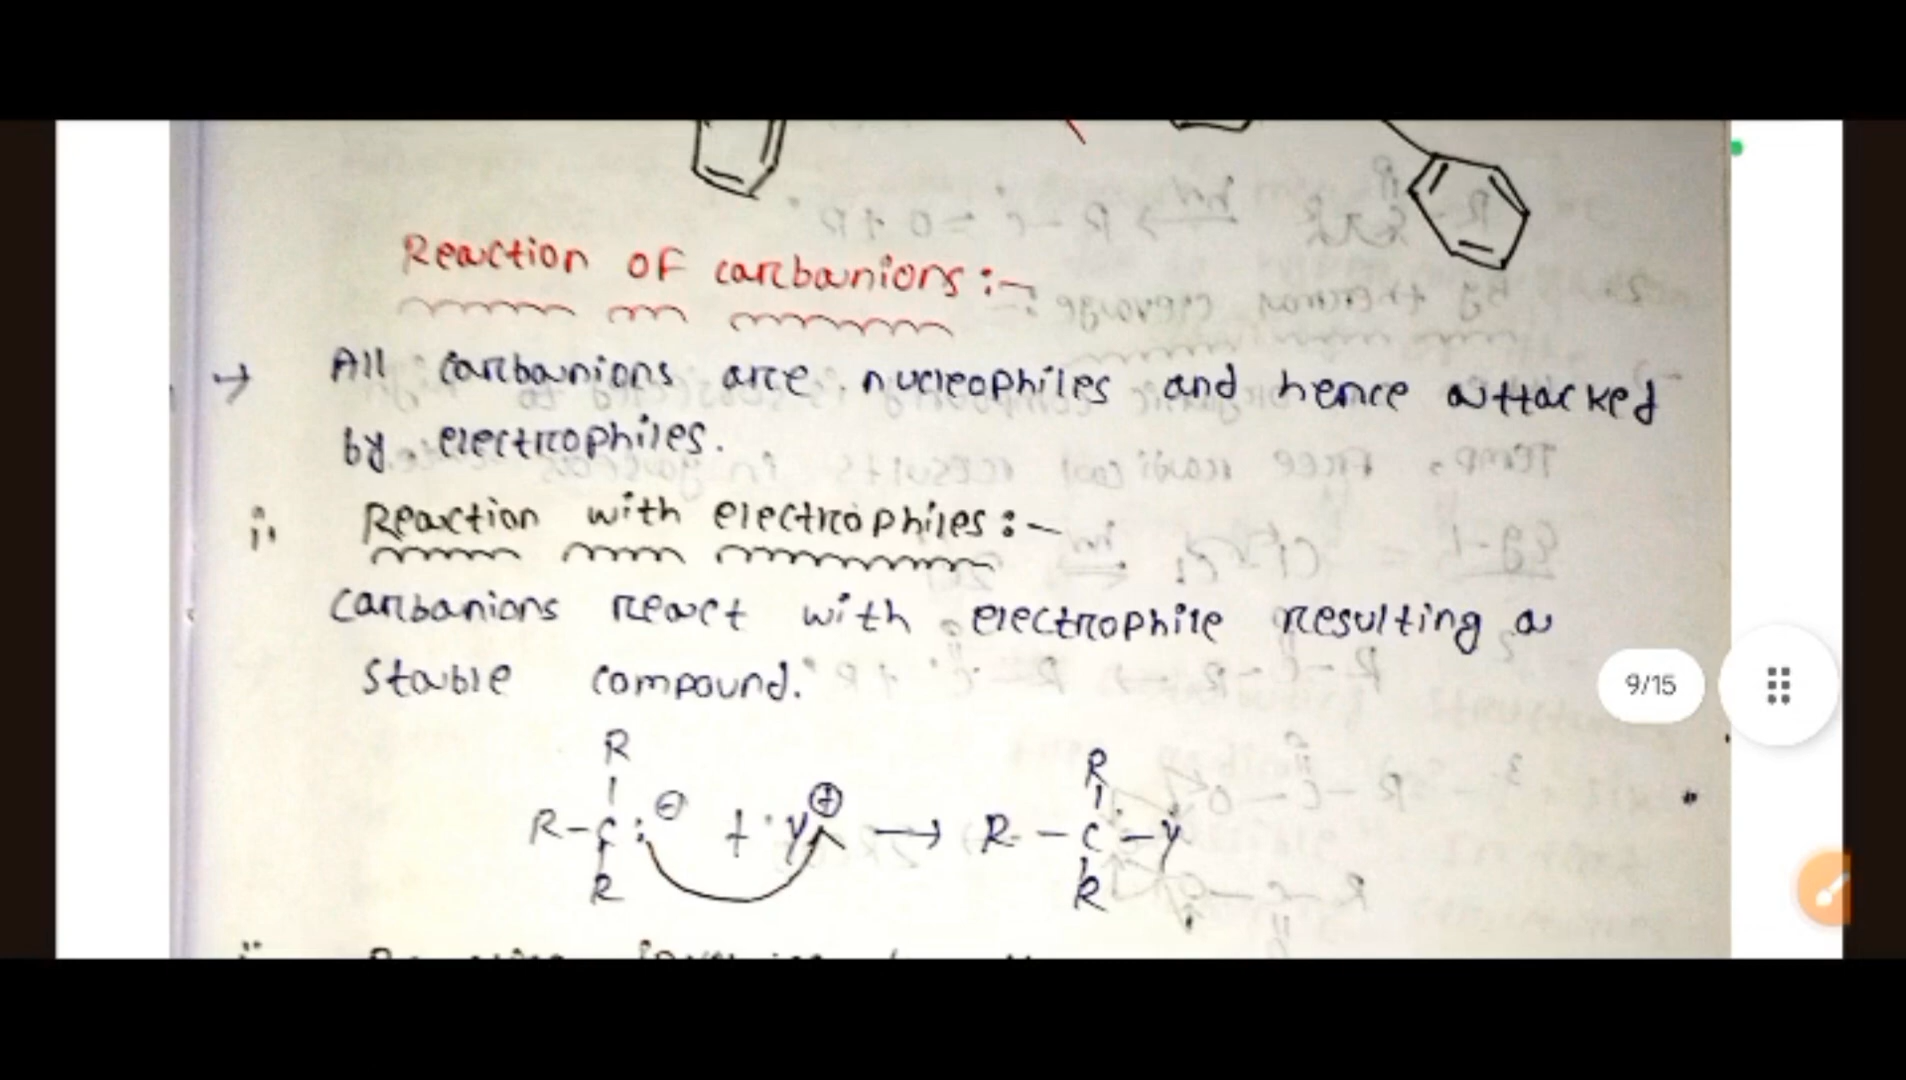 Reaction of carbanions :-
→ All carbanions are nucleophiles and hence attacked
by electrophiles.
i. Reaction with electrophiles :-
Carbanions react with electrophile resulting a
stable compound.
R R
R-C:⊖ + Y⊕ → R-C-Y
R R
9/15